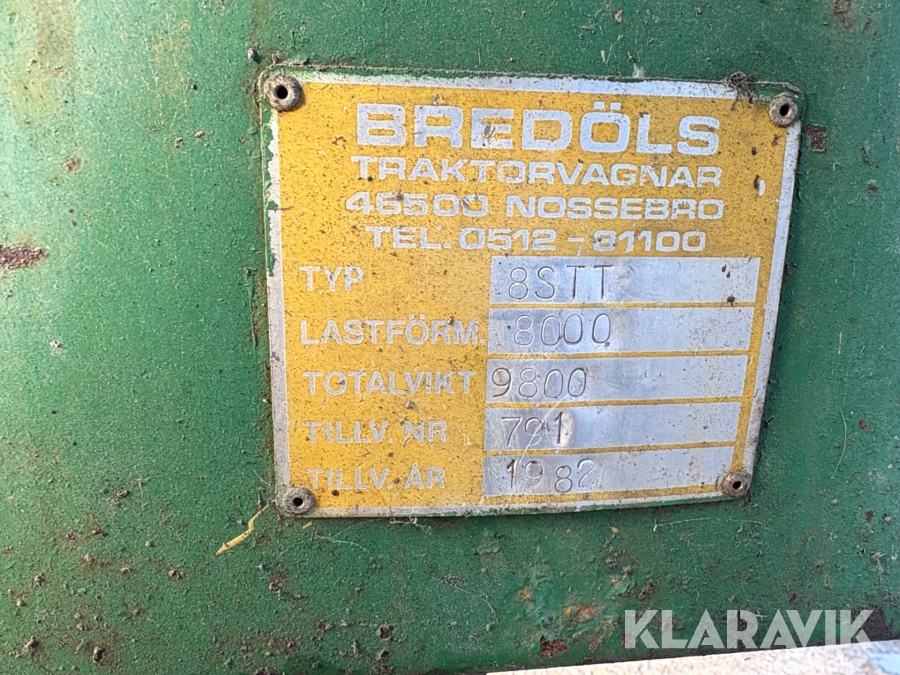 BREDÖLS
TRAKTORVAGNAR
46500 NOSSEBRO
TEL. 0512-81100
TYP 8STT
LASTFÖRM. 8000
TOTALVIKT 9800
TILLV. NR 791
TILLV. ÅR 1982
KLARAVIK